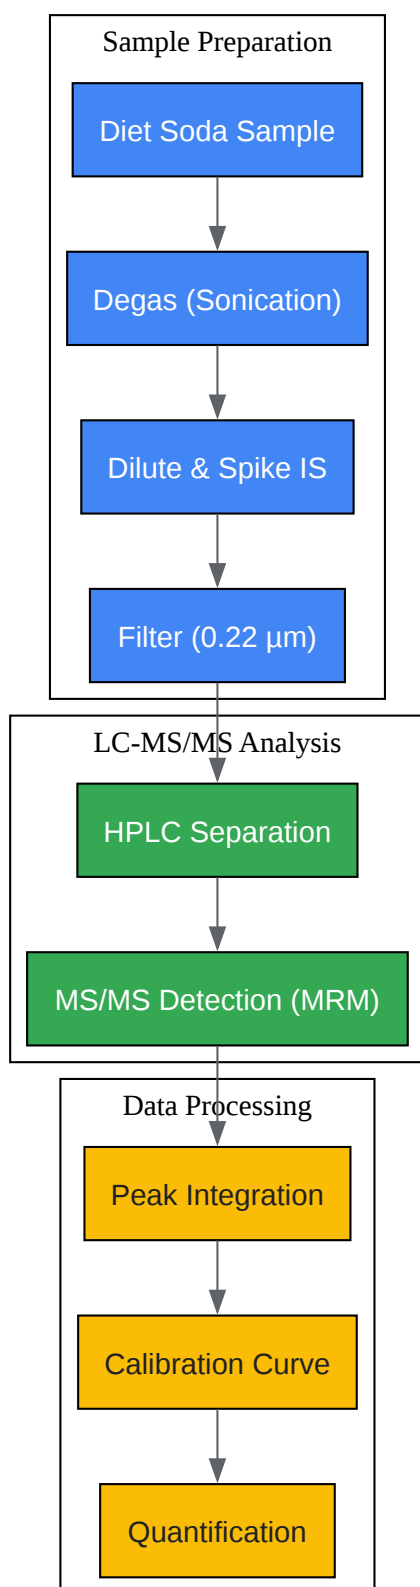 Sample Preparation
Diet Soda Sample
Degas (Sonication)
Dilute & Spike IS
Filter (0.22 µm)
LC-MS/MS Analysis
HPLC Separation
MS/MS Detection (MRM)
Data Processing
Peak Integration
Calibration Curve
Quantification